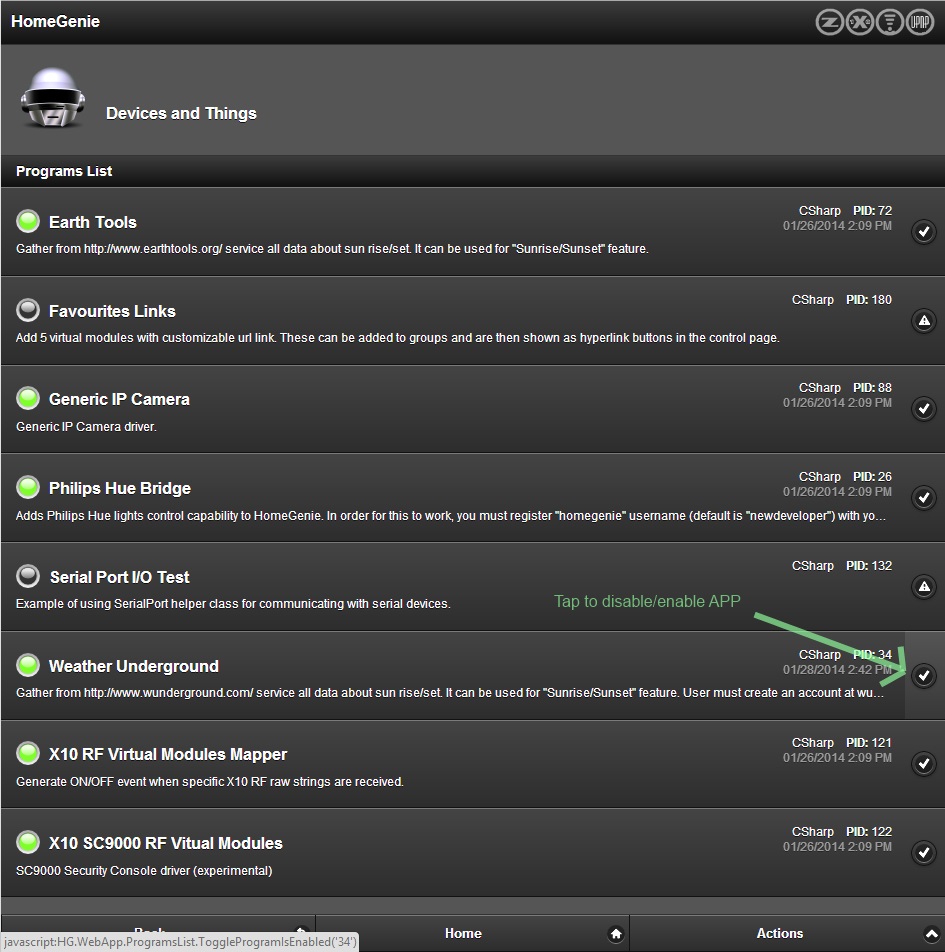 HomeGenie
Z X UPnP
Devices and Things
Programs List
Earth Tools
CSharp PID: 72
01/26/2014 2:09 PM
Gather from http://www.earthtools.org/ service all data about sun rise/set. It can be used for "Sunrise/Sunset" feature.
Favourites Links
CSharp PID: 180
Add 5 virtual modules with customizable url link. These can be added to groups and are then shown as hyperlink buttons in the control page.
Generic IP Camera
CSharp PID: 88
01/26/2014 2:09 PM
Generic IP Camera driver.
Philips Hue Bridge
CSharp PID: 26
01/26/2014 2:09 PM
Adds Philips Hue lights control capability to HomeGenie. In order for this to work, you must register "homegenie" username (default is "newdeveloper") with yo...
Serial Port I/O Test
CSharp PID: 132
Example of using SerialPort helper class for communicating with serial devices.
Tap to disable/enable APP
Weather Underground
CSharp PID: 34
01/28/2014 2:42 PM
Gather from http://www.wunderground.com/ service all data about sun rise/set. It can be used for "Sunrise/Sunset" feature. User must create an account at wu...
X10 RF Virtual Modules Mapper
CSharp PID: 121
01/26/2014 2:09 PM
Generate ON/OFF event when specific X10 RF raw strings are received.
X10 SC9000 RF Vitual Modules
CSharp PID: 122
01/26/2014 2:09 PM
SC9000 Security Console driver (experimental)
Back
Home
Actions
javascript:HG.WebApp.ProgramsList.ToggleProgramIsEnabled('34')